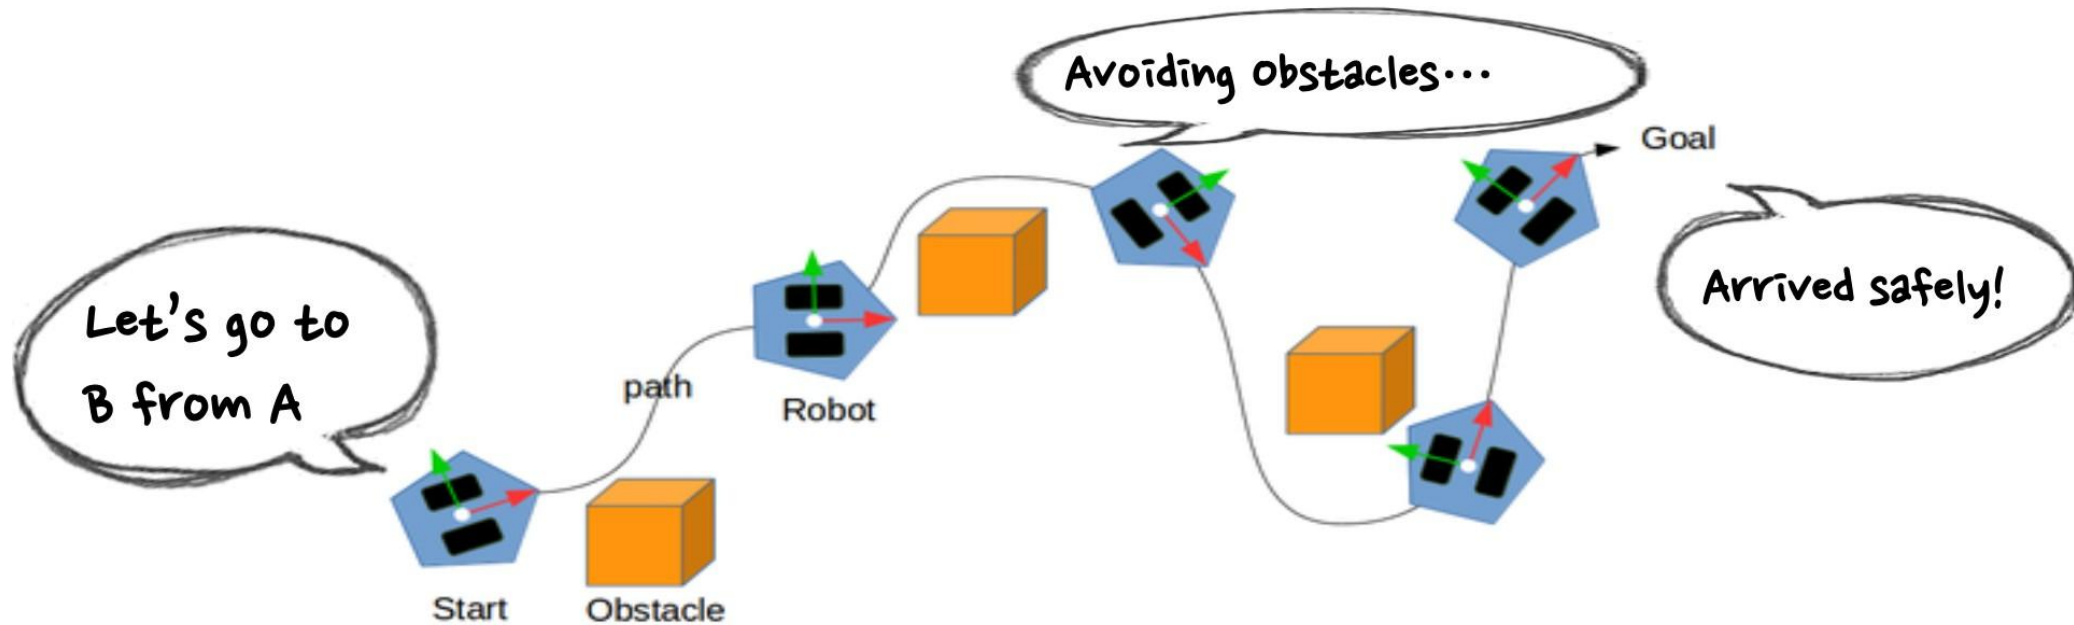 Avoiding obstacles...
Goal
Let's go to
B from A
Arrived safely!
path
Robot
Start
Obstacle